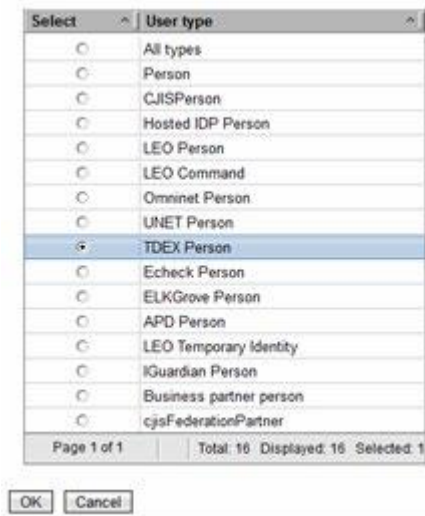 Select User type
All types
Person
CJISPerson
Hosted IDP Person
LEO Person
LEO Command
Omninet Person
UNET Person
TDEX Person
Echeck Person
ELKGrove Person
APD Person
LEO Temporary Identity
IGuardian Person
Business partner person
cjisFederationPartner
Page 1 of 1 Total: 16 Displayed: 16 Selected: 1
OK Cancel